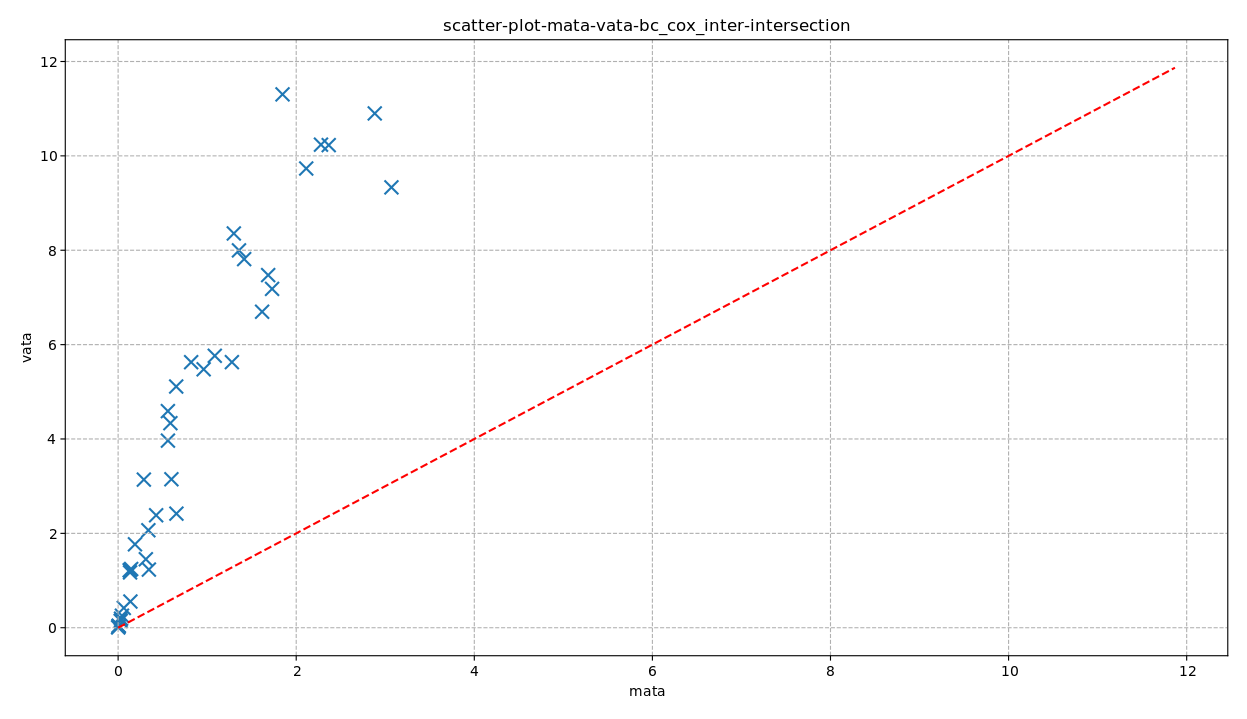 scatter-plot-mata-vata-bc_cox_inter-intersection
12
10
8
6
4
2
0
vata
0 2 4 6 8 10 12
mata